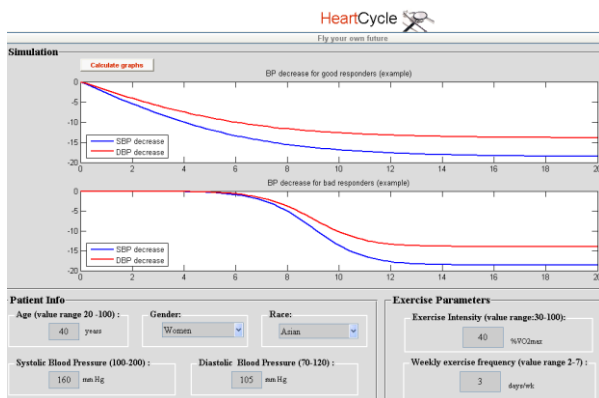 HeartCycle
Fly your own future
Simulation
Calculate graphs
BP decrease for good responders (example)
0
-5
-10
-15
-20
SBP decrease
DBP decrease
0 2 4 6 8 10 12 14 16 18 20
BP decrease for bad responders (example)
0
-5
-10
-15
-20
SBP decrease
DBP decrease
0 2 4 6 8 10 12 14 16 18 20
Patient Info
Age (value range 20 -100) :
40 years
Gender:
Women
Race:
Asian
Systolic Blood Pressure (100-200) :
160 mm Hg
Diastolic Blood Pressure (70-120) :
105 mm Hg
Exercise Parameters
Exercise Intensity (value range:30-100):
40 %VO2max
Weekly exercise frequency (value range 2-7) :
3 days/wk